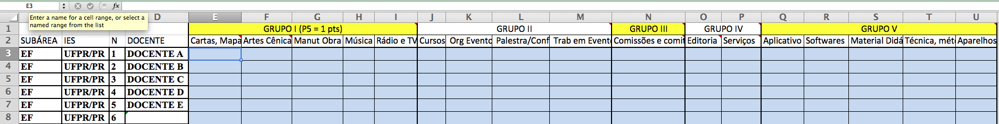 E3 fx
Enter a name for a cell range, or select a
named range from the list
D E F G H I J K L M N O P Q R S T U
1 GRUPO I (P5 = 1 pts) GRUPO II GRUPO III GRUPO IV GRUPO V
2 SUBÁREA IES N DOCENTE Cartas, Mapa Artes Cênica Manut Obra Música Rádio e TV Cursos Org Evento Palestra/Conf Trab em Event Comissões e comit Editoria Serviços Aplicativo Softwares Material Didá Técnica, mét Aparelhos
3 EF UFPR/PR 1 DOCENTE A
4 EF UFPR/PR 2 DOCENTE B
5 EF UFPR/PR 3 DOCENTE C
6 EF UFPR/PR 4 DOCENTE D
7 EF UFPR/PR 5 DOCENTE E
8 EF UFPR/PR 6